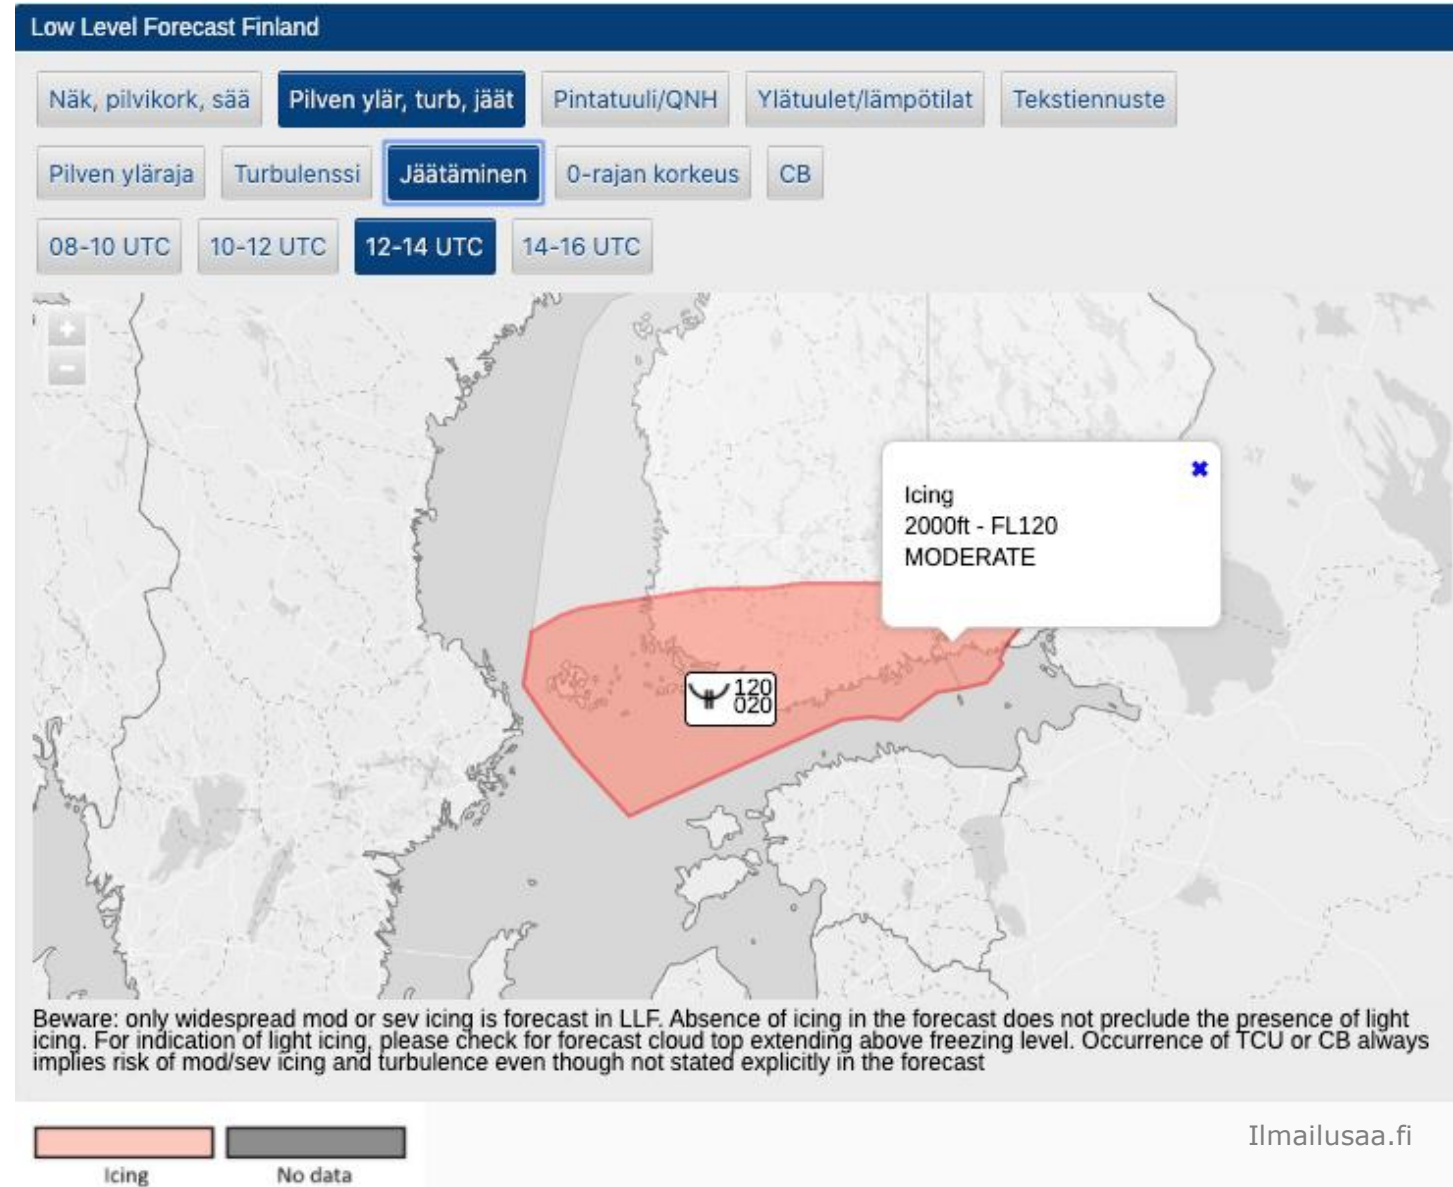 Low Level Forecast Finland
Näk, pilvikork, sää Pilven ylär, turb, jäät Pintatuuli/QNH Ylätuulet/lämpötilat Tekstiennuste
Pilven yläraja Turbulenssi Jäätäminen 0-rajan korkeus CB
08-10 UTC 10-12 UTC 12-14 UTC 14-16 UTC
+
-
Icing
2000ft - FL120
MODERATE
120
020
Beware: only widespread mod or sev icing is forecast in LLF. Absence of icing in the forecast does not preclude the presence of light
icing. For indication of light icing, please check for forecast cloud top extending above freezing level. Occurrence of TCU or CB always
implies risk of mod/sev icing and turbulence even though not stated explicitly in the forecast
Ilmailusaa.fi
Icing No data